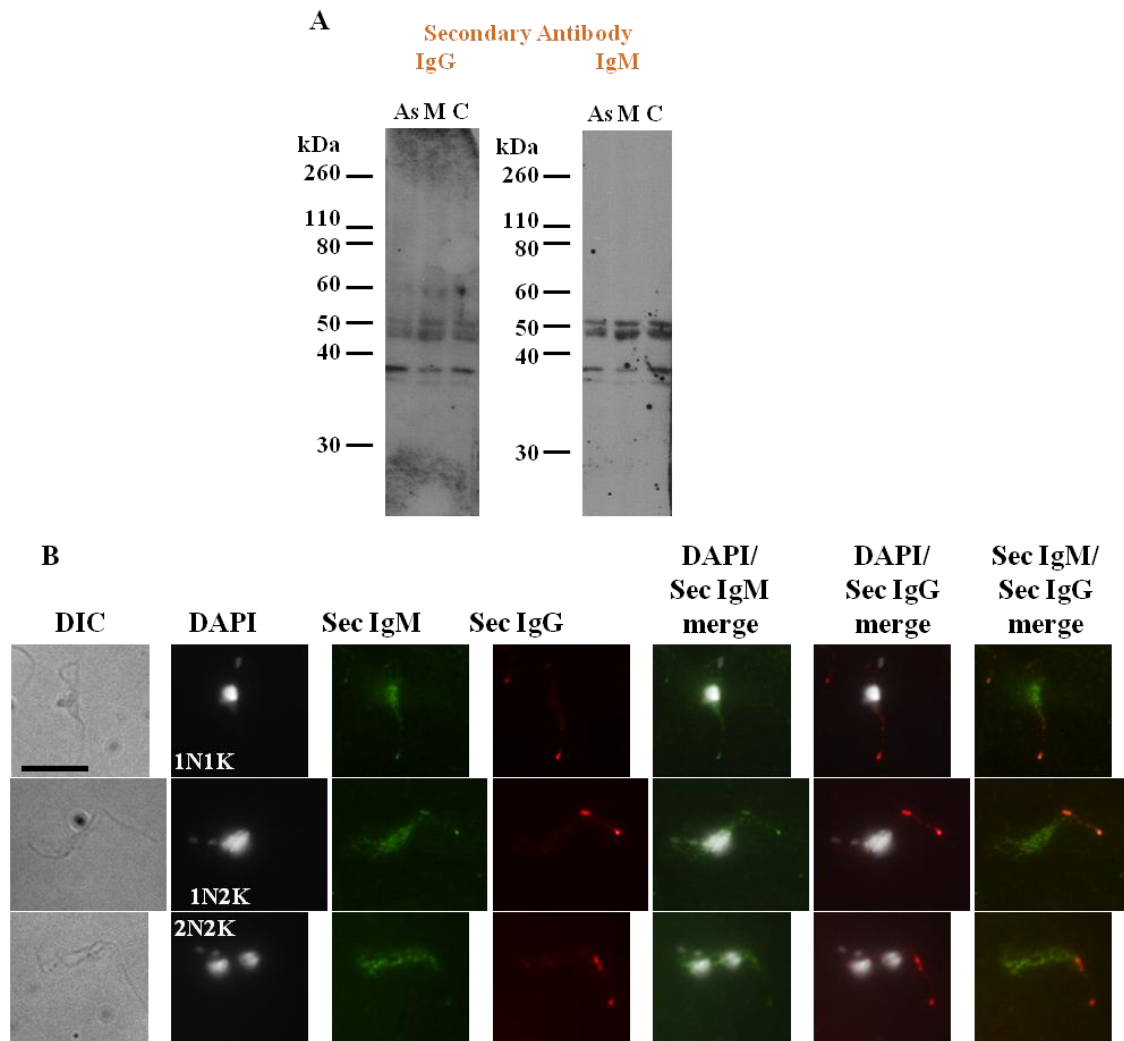 A
Secondary Antibody
IgG IgM
As M C As M C
kDa kDa
260 260
110 110
80 80
60 60
50 50
40 40
30 30
B
DIC DAPI Sec IgM Sec IgG DAPI/ Sec IgM merge DAPI/ Sec IgG merge Sec IgM/ Sec IgG merge
1N1K
1N2K
2N2K